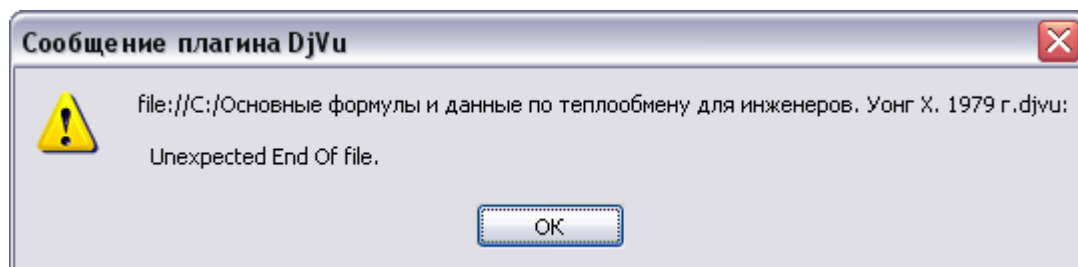 Сообщение плагина DjVu
file://C:/Основные формулы и данные по теплообмену для инженеров. Уонг Х. 1979 г.djvu:
Unexpected End Of file.
OK